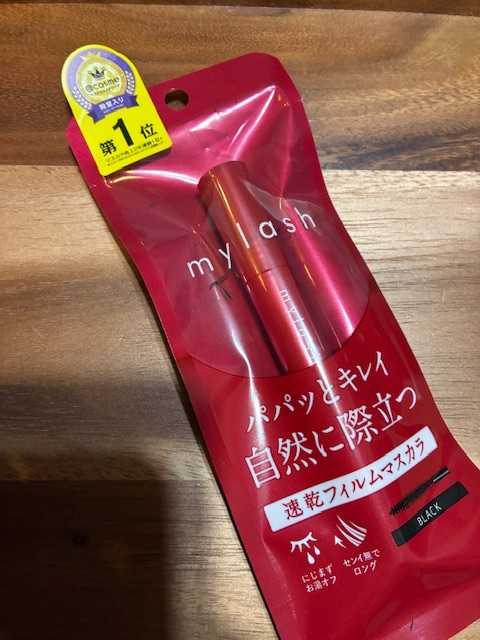 @cosme
殿堂入り
第1位
mylash
myla
パパッとキレイ
自然に際立つ
速乾フィルムマスカラ
BLACK
にじまず
お湯オフ
センイ無で
ロング